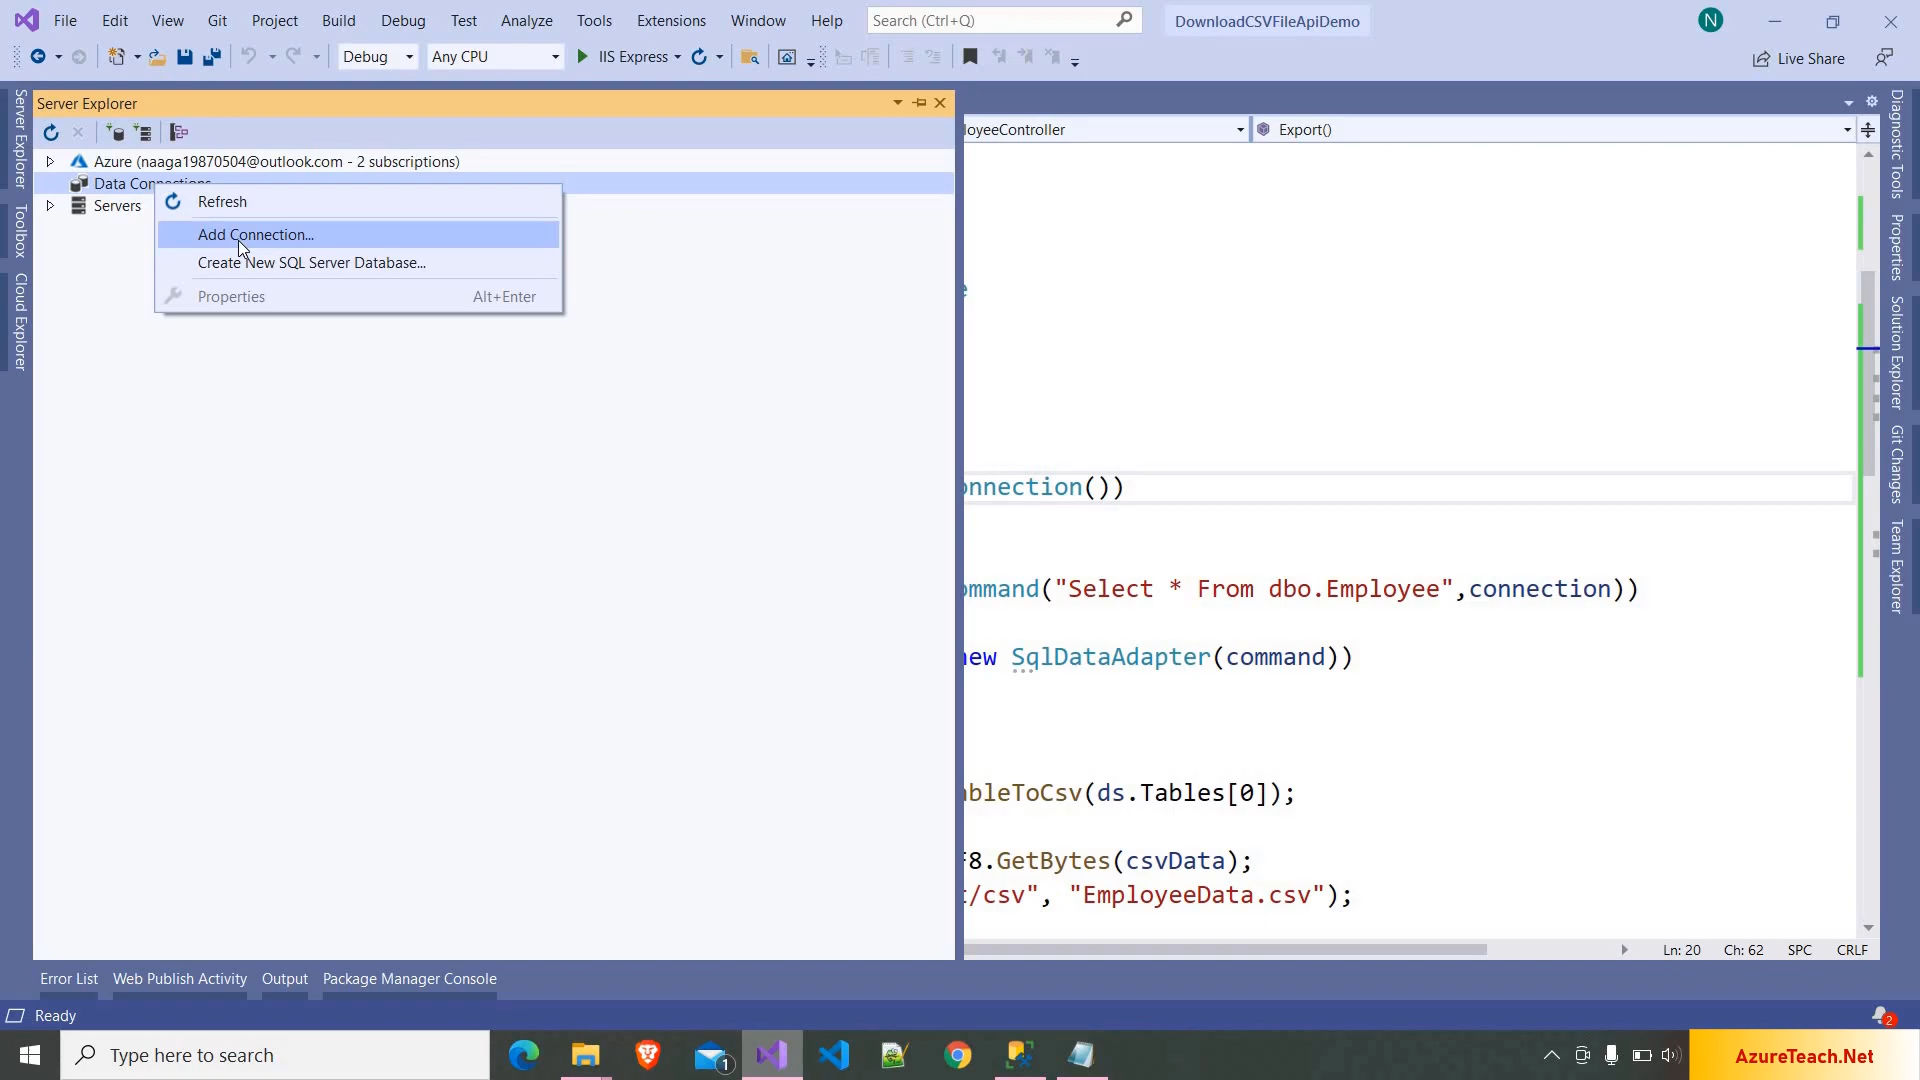 File Edit View Git Project Build Debug Test Analyze Tools Extensions Window Help Search (Ctrl+Q) DownloadCSVFileApiDemo N
Debug Any CPU IIS Express Live Share
Server Explorer
Toolbox
Cloud Explorer
Server Explorer
Azure (naaga19870504@outlook.com - 2 subscriptions)
Data Connections
Servers
Refresh
Add Connection...
Create New SQL Server Database...
Properties Alt+Enter
loyeeController Export()
e
onnection())
ommand("Select * From dbo.Employee",connection))
new SqlDataAdapter(command))
ableToCsv(ds.Tables[0]);
F8.GetBytes(csvData);
t/csv", "EmployeeData.csv");
Ln: 20 Ch: 62 SPC CRLF
Diagnostic Tools
Properties
Solution Explorer
Git Changes
Team Explorer
Error List Web Publish Activity Output Package Manager Console
Ready 2
Type here to search 1 AzureTeach.Net